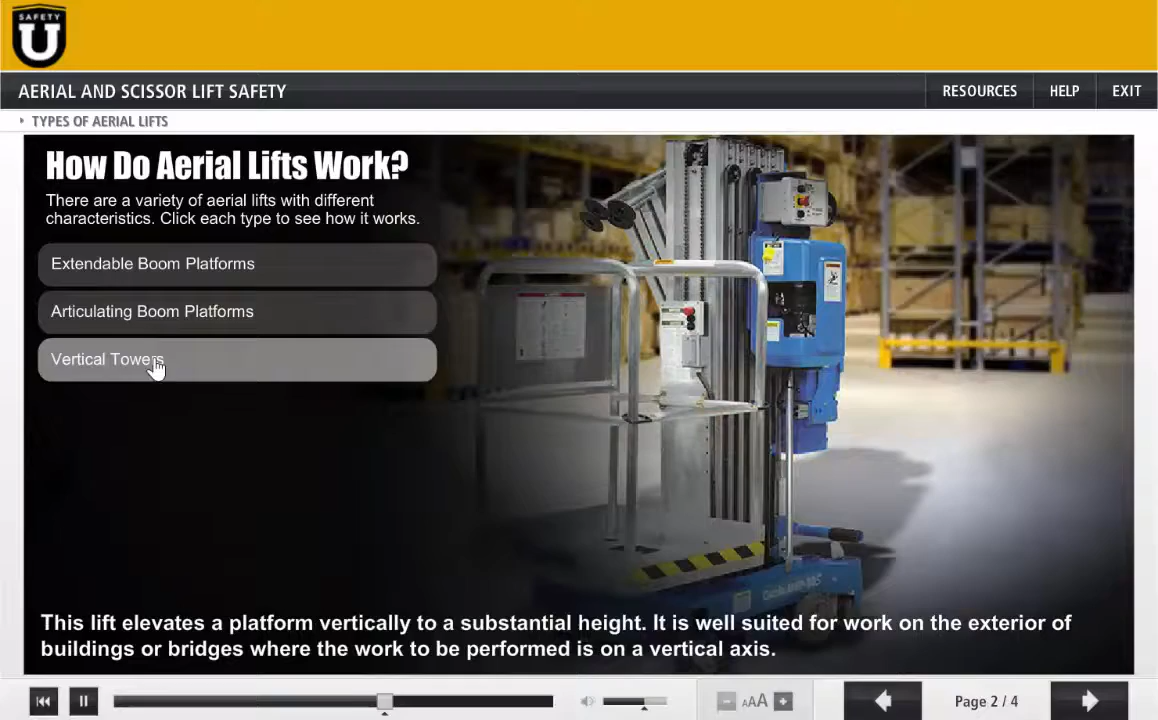 SAFETY
U
AERIAL AND SCISSOR LIFT SAFETY
RESOURCES
HELP
EXIT
TYPES OF AERIAL LIFTS
How Do Aerial Lifts Work?
There are a variety of aerial lifts with different
characteristics. Click each type to see how it works.
Extendable Boom Platforms
Articulating Boom Platforms
Vertical Towers
This lift elevates a platform vertically to a substantial height. It is well suited for work on the exterior of
buildings or bridges where the work to be performed is on a vertical axis.
AAA
Page 2 / 4